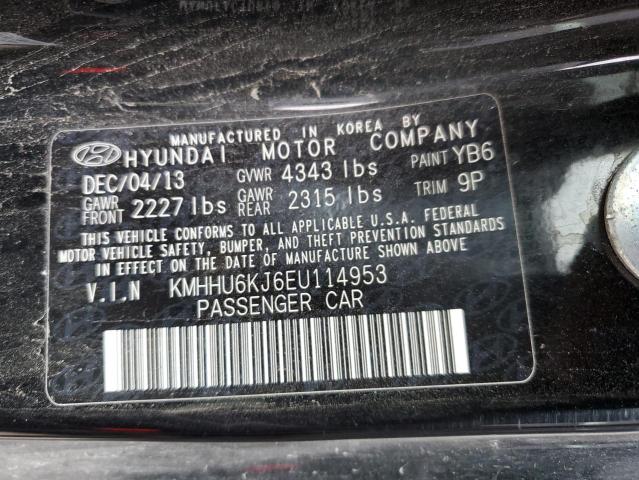 MANUFACTURED IN KOREA BY
HYUNDAI MOTOR COMPANY
DEC/04/13 GVWR 4343 lbs PAINT YB6
GAWR FRONT 2227 lbs GAWR REAR 2315 lbs TRIM 9P
THIS VEHICLE CONFORMS TO ALL APPLICABLE U.S.A. FEDERAL
MOTOR VEHICLE SAFETY, BUMPER, AND THEFT PREVENTION STANDARDS
IN EFFECT ON THE DATE OF MANUFACTURE SHOWN ABOVE
V.I.N KMHHU6KJ6EU114953
PASSENGER CAR